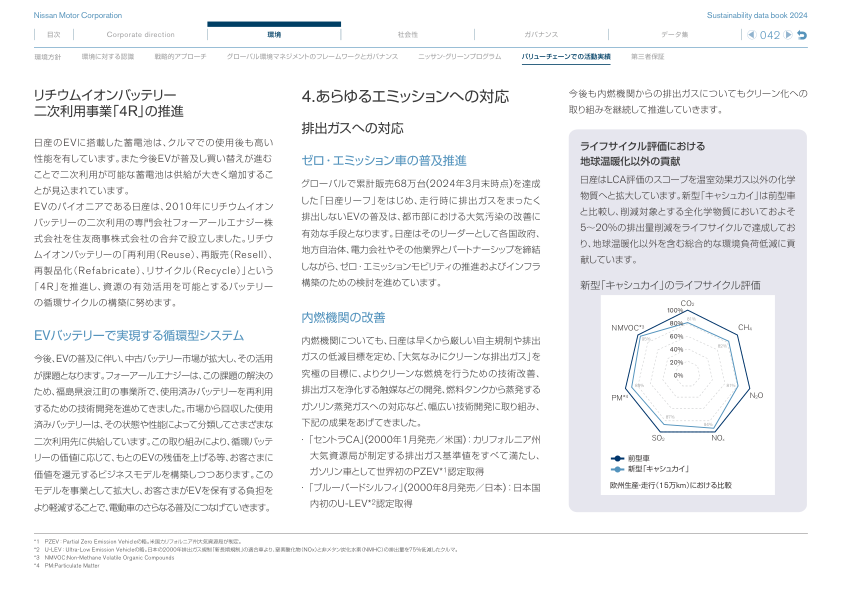 Nissan Motor Corporation
Sustainability data book 2024
目次
Corporate direction
環境
社会性
ガバナンス
データ集
042
環境方針
環境に対する認識
戦略的アプローチ
グローバル環境マネジメントのフレームワークとガバナンス
ニッサン・グリーンプログラム
バリューチェーンでの活動実績
第三者保証
リチウムイオンバッテリー
二次利用事業「4R」の推進
日産のEVに搭載した蓄電池は、クルマでの使用後も高い
性能を有しています。また今後EVが普及し買い替えが進む
ことで二次利用が可能な蓄電池は供給が大きく増加するこ
とが見込まれています。
EVのパイオニアである日産は、2010年にリチウムイオン
バッテリーの二次利用の専門会社フォーアールエナジー株
式会社を住友商事株式会社の合弁で設立しました。リチウ
ムイオンバッテリーの「再利用（Reuse）、再販売（Resell）、
再製品化（Refabricate）、リサイクル（Recycle）」という
「4R」を推進し、資源の有効活用を可能とするバッテリー
の循環サイクルの構築に努めます。
EVバッテリーで実現する循環型システム
今後、EVの普及に伴い、中古バッテリー市場が拡大し、その活用
が課題となります。フォーアールエナジーは、この課題の解決の
ため、福島県浪江町の事業所で、使用済みバッテリーを再利用
するための技術開発を進めてきました。市場から回収した使用
済みバッテリーは、その状態や性能によって分類してさまざまな
二次利用先に供給しています。この取り組みにより、循環バッテ
リーの価値に応じて、もとのEVの残価を上げる等、お客さまに
価値を還元するビジネスモデルを構築しつつあります。この
モデルを事業として拡大し、お客さまがEVを保有する負担を
より軽減することで、電動車のさらなる普及につなげていきます。
4.あらゆるエミッションへの対応
排出ガスへの対応
ゼロ・エミッション車の普及推進
グローバルで累計販売68万台（2024年3月末時点）を達成
した「日産リーフ」をはじめ、走行時に排出ガスをまったく
排出しないEVの普及は、都市部における大気汚染の改善に
有効な手段となります。日産はそのリーダーとして各国政府、
地方自治体、電力会社やその他業界とパートナーシップを締結
しながら、ゼロ・エミッションモビリティの推進およびインフラ
構築のための検討を進めています。
内燃機関の改善
内燃機関についても、日産は早くから厳しい自主規制や排出
ガスの低減目標を定め、「大気なみにクリーンな排出ガス」を
究極の目標に、よりクリーンな燃焼を行うための技術改善、
排出ガスを浄化する触媒などの開発、燃料タンクから蒸発する
ガソリン蒸発ガスへの対応など、幅広い技術開発に取り組み、
下記の成果をあげてきました。
・「セントラCA」（2000年1月発売／米国）：カリフォルニア州
大気資源局が制定する排出ガス基準値をすべて満たし、
ガソリン車として世界初のPZEV*1認定取得
・「ブルーバードシルフィ」（2000年8月発売／日本）：日本国
内初のU-LEV*2認定取得
今後も内燃機関からの排出ガスについてもクリーン化への
取り組みを継続して推進していきます。
ライフサイクル評価における
地球温暖化以外の貢献
日産はLCA評価のスコープを温室効果ガス以外の化学
物質へと拡大しています。新型「キャシュカイ」は前型車
と比較し、削減対象とする全化学物質においておよそ
5～20%の排出量削減をライフサイクルで達成してお
り、地球温暖化以外を含む総合的な環境負荷低減に貢
献しています。
新型「キャシュカイ」のライフサイクル評価
CO₂
100%
80%
60%
40%
20%
0%
CH₄
N₂O
NOₓ
SO₂
PM*⁴
NMVOC*³
前型車
新型「キャシュカイ」
欧州生産・走行（15万km）における比較
*1 PZEV：Partial Zero Emission Vehicleの略。米国カリフォルニア州大気資源局が制定。
*2 U-LEV：Ultra-Low Emission Vehicleの略。日本の2000年排出ガス規制「新長期規制」の適合車より、窒素酸化物（NOx）と非メタン炭化水素（NMHC）の排出量を75%低減したクルマ。
*3 NMVOC:Non-Methane Volatile Organic Compounds
*4 PM:Particulate Matter